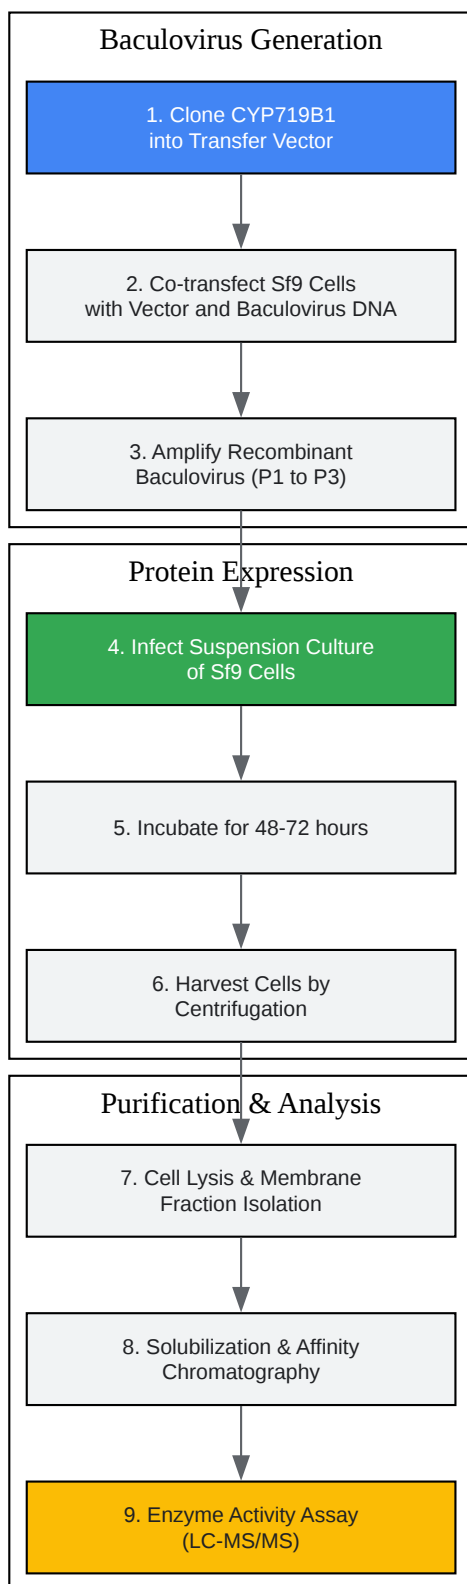 Baculovirus Generation
1. Clone CYP719B1
into Transfer Vector
2. Co-transfect Sf9 Cells
with Vector and Baculovirus DNA
3. Amplify Recombinant
Baculovirus (P1 to P3)
Protein Expression
4. Infect Suspension Culture
of Sf9 Cells
5. Incubate for 48-72 hours
6. Harvest Cells by
Centrifugation
Purification & Analysis
7. Cell Lysis & Membrane
Fraction Isolation
8. Solubilization & Affinity
Chromatography
9. Enzyme Activity Assay
(LC-MS/MS)